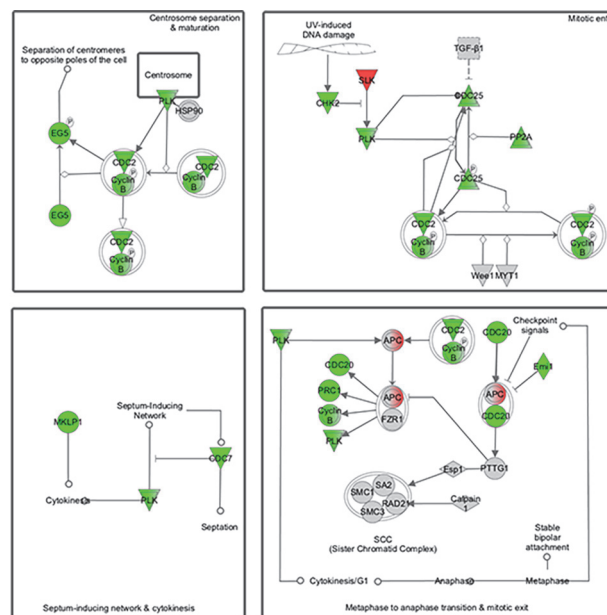 Centrosome separation
& maturation
Separation of centromeres
to opposite poles of the cell
Centrosome
PLK
HSP90
EG5
P
CDC2
P
Cyclin
B
CDC2
Cyclin
B
EG5
CDC2
P
Cyclin
B
Mitotic ent
UV-induced
DNA damage
TGF-β1
SLK
CHK2
CDC25
PLK
PP2A
P
CDC25
CDC2
P
Cyclin
B
CDC2
P
Cyclin
B
P
Wee1
MYT1
MKLP1
Septum-Inducing
Network
CDC7
Cytokinesis
PLK
Septation
Septum-inducing network & cytokinesis
PLK
APC
CDC2
P
Cyclin
B
CDC20
Checkpoint
signals
CDC20
PRC1
Cyclin
B
PLK
APC
FZR1
APC
CDC20
Emi1
Esp1
PTTG1
SMC1
SA2
RAD21
SMC3
Calpain
1
SCC
(Sister Chromatid Complex)
Stable
bipolar
attachment
Cytokinesis/G1
Anaphase
Metaphase
Metaphase to anaphase transition & mitotic exit